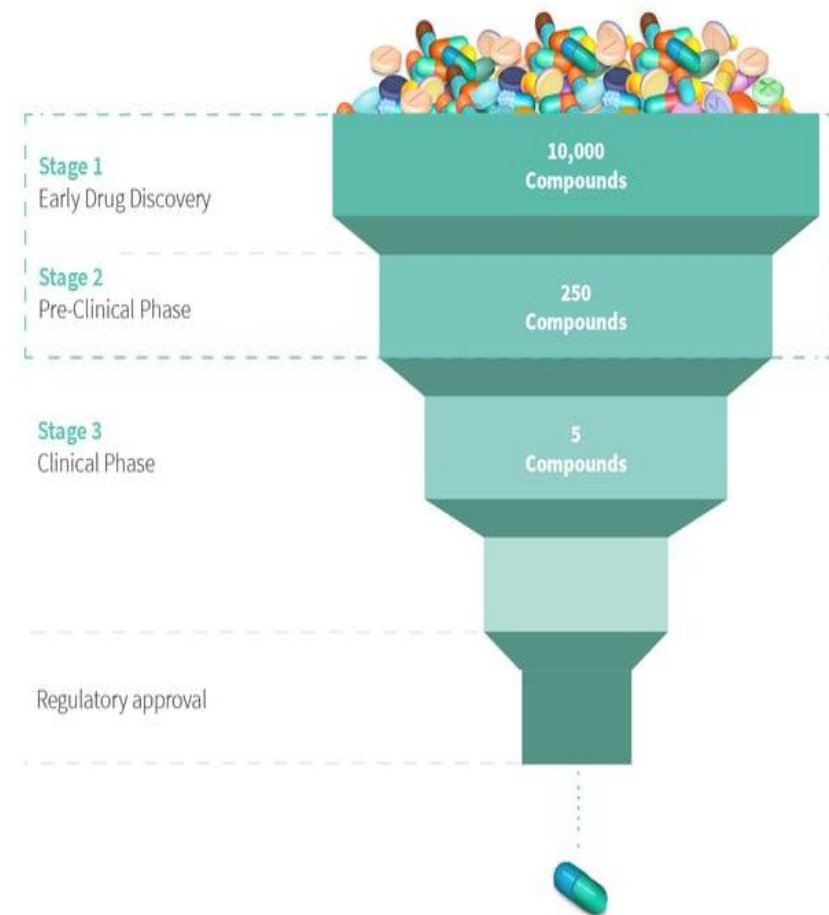 Stage 1
Early Drug Discovery
10,000
Compounds
Stage 2
Pre-Clinical Phase
250
Compounds
Stage 3
Clinical Phase
5
Compounds
Regulatory approval